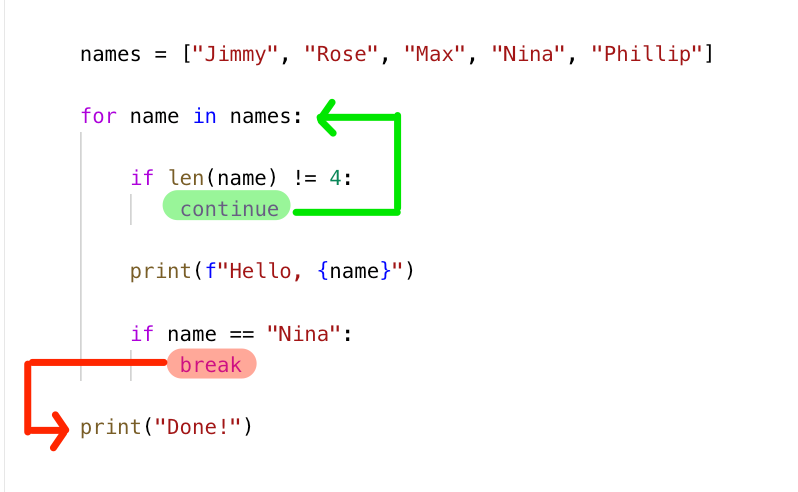 names = ["Jimmy", "Rose", "Max", "Nina", "Phillip"]
for name in names:
if len(name) != 4:
continue
print(f"Hello, {name}")
if name == "Nina":
break
print("Done!")